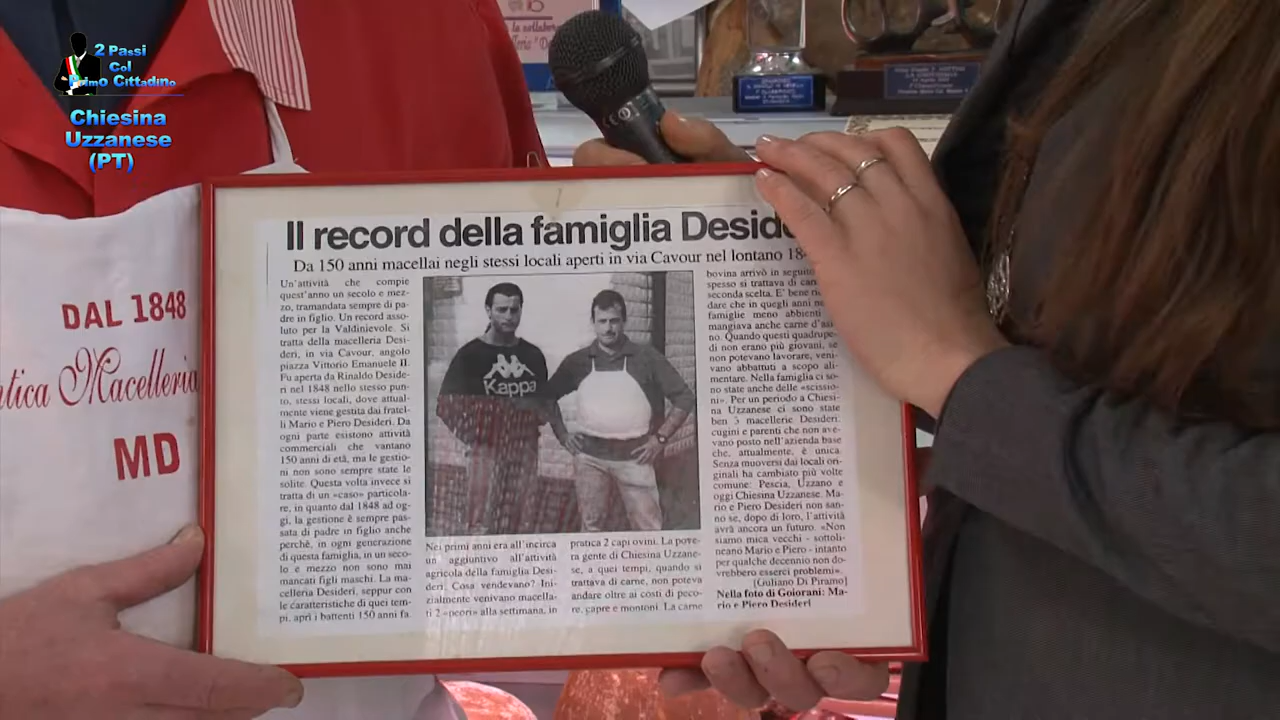 2 Passi
Col
Primo Cittadino
Chiesina
Uzzanese
(PT)
DAL 1848
Macelleria
MD
Il record della famiglia
Da 150 anni macellai negli stessi locali aperti in via Cavour nel lontano
Un'attività che compie
quest'anno un secolo e mez-
zo, tramandata sempre di pa-
dre in figlio. Un record asso-
luto per la Valdinievole. Si
tratta della macelleria Desi-
deri, in via Cavour, angolo
piazza Vittorio Emanuele II.
Fu aperta da Rinaldo Deside-
ri nel 1848 nello stesso pun-
to, stessi locali, dove attual-
mente viene gestita dai fratel-
li Mario e Piero Desideri. Da
ogni parte esistono attività
commerciali che vantano
150 anni di età, ma le gestio-
ni non sono sempre state le
solite. Questa volta invece si
tratta di un «caso» particola-
re, in quanto dal 1848 ad og-
gi, la gestione è sempre pas-
sata di padre in figlio anche
perchè, in ogni generazione
di questa famiglia, in un seco-
lo e mezzo non sono mai
mancati figli maschi. La ma-
celleria Desideri, seppur con
le caratteristiche di quei tem-
pi, aprì i battenti 150 anni fa.
Kappa
Nei primi anni era all'incirca
un aggiuntivo all'attività
agricola della famiglia Desi-
deri. Cosa vendevano? Ini-
zialmente venivano macella-
ti 2 «peori» alla settimana, in
pratica 2 capi ovini. La pove-
ra gente di Chiesina Uzzane-
se, a quei tempi, quando si
trattava di carne, non poteva
andare oltre ai costi di peco-
re, capre e montoni. La carne
bovina arrivò in seguito
spesso si trattava di
seconda scelta. E' bene
dare che in quegli anni
famiglie meno abbienti
mangiava anche carne d'asi-
no. Quando questi quadrupe-
di non erano più giovani, se
non potevano lavorare, veni-
vano abbattuti a scopo ali-
mentare. Nella famiglia ci so-
no state anche delle «scissio-
ni». Per un periodo a Chiesi-
na Uzzanese ci sono state
ben 3 macellerie Desideri:
cugini e parenti che non ave-
vano posto nell'azienda base
che, attualmente, è unica.
Senza muoversi dai locali ori-
ginali ha cambiato più volte
comune: Pescia, Uzzano e
oggi Chiesina Uzzanese. Ma-
rio e Piero Desideri non san-
no se, dopo di loro, l'attività
avrà ancora un futuro. «Non
siamo mica vecchi - sottoli-
neano Mario e Piero - intanto
per qualche decennio non do-
vrebbero esserci problemi».
[Giuliano Di Piramo]
Nella foto di Goiorani: Ma-
rio e Piero Desideri